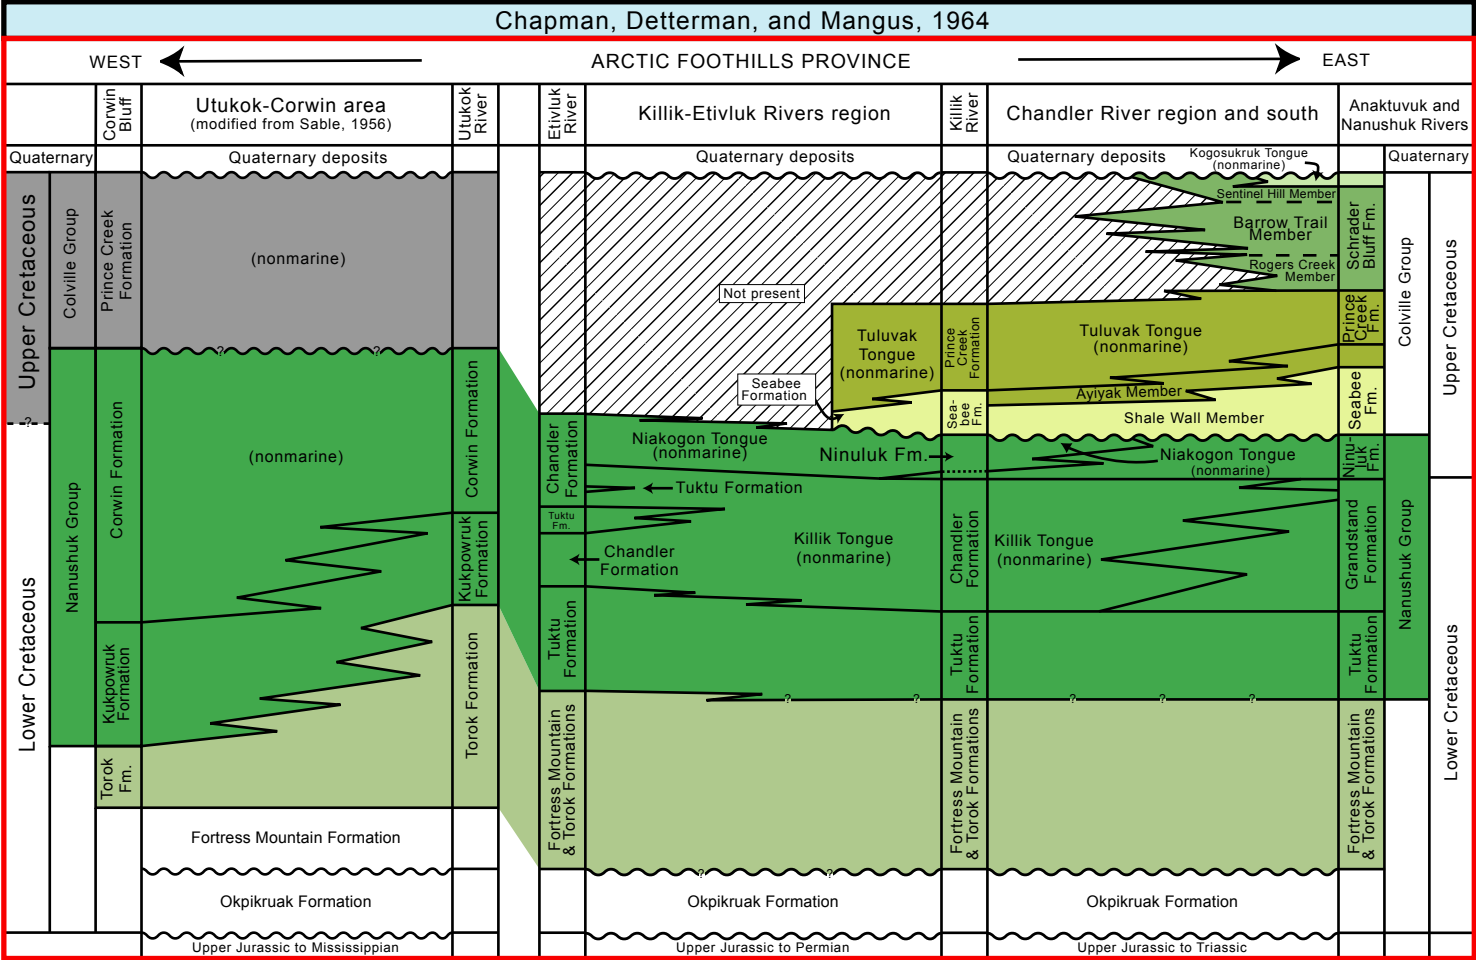 Chapman, Detterman, and Mangus, 1964
WEST
ARCTIC FOOTHILLS PROVINCE
EAST
Corwin
Bluff
Utukok-Corwin area
(modified from Sable, 1956)
Utukok
River
Etivluk
River
Killik-Etivluk Rivers region
Killik
River
Chandler River region and south
Anaktuvuk and
Nanushuk Rivers
Quaternary
Quaternary deposits
Quaternary deposits
Quaternary deposits
Kogosukruk Tongue
(nonmarine)
Quaternary
Upper Cretaceous
?
Lower Cretaceous
Colville Group
Nanushuk Group
Prince Creek
Formation
Corwin Formation
Kukpowruk
Formation
Torok
Fm.
(nonmarine)
? ?
(nonmarine)
Fortress Mountain Formation
Okpikruak Formation
Upper Jurassic to Mississippian
Corwin Formation
Kukpowruk
Formation
Torok Formation
Chandler
Formation
Tuktu
Fm.
Tuktu
Formation
Fortress Mountain
& Torok Formations
Not present
Seabee
Formation
Tuluvak
Tongue
(nonmarine)
Niakogon Tongue
(nonmarine)
Ninuluk Fm.
Tuktu Formation
Killik Tongue
(nonmarine)
Chandler
Formation
? ?
? ?
Okpikruak Formation
Upper Jurassic to Permian
Prince
Creek
Formation
Sea-
bee
Fm.
Chandler
Formation
Tuktu
Formation
Fortress Mountain
& Torok Formations
Sentinel Hill Member
Barrow Trail
Member
Rogers Creek
Member
Tuluvak Tongue
(nonmarine)
Ayiyak Member
Shale Wall Member
Niakogon Tongue
(nonmarine)
Killik Tongue
(nonmarine)
? ? ?
Okpikruak Formation
Upper Jurassic to Triassic
Schrader
Bluff Fm.
Prince
Creek
Fm.
Seabee
Fm.
Ninu-
luk
Fm.
Grandstand
Formation
Tuktu
Formation
Fortress Mountain
& Torok Formations
Colville Group
Nanushuk Group
Upper Cretaceous
Lower Cretaceous